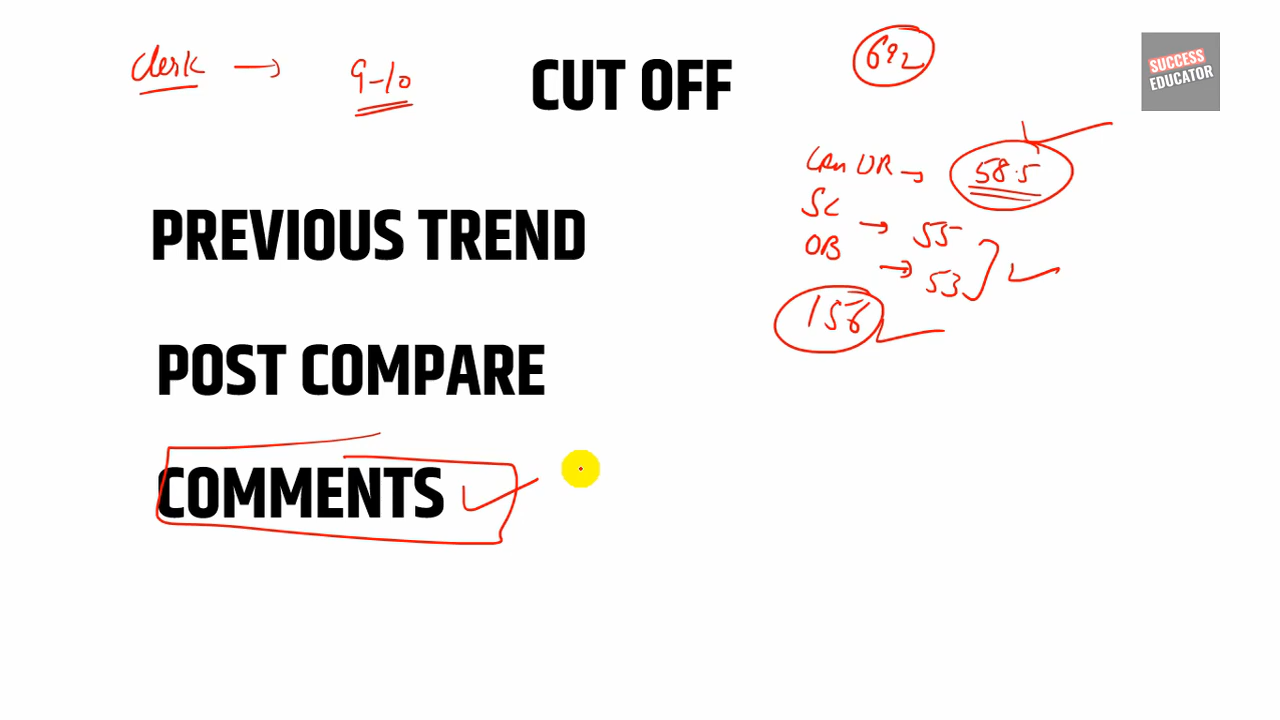 Clerk → 9-10
CUT OFF
692
SUCCESS
EDUCATOR
UR → 58.5
SC → 55
OB → 53
156
PREVIOUS TREND
POST COMPARE
COMMENTS